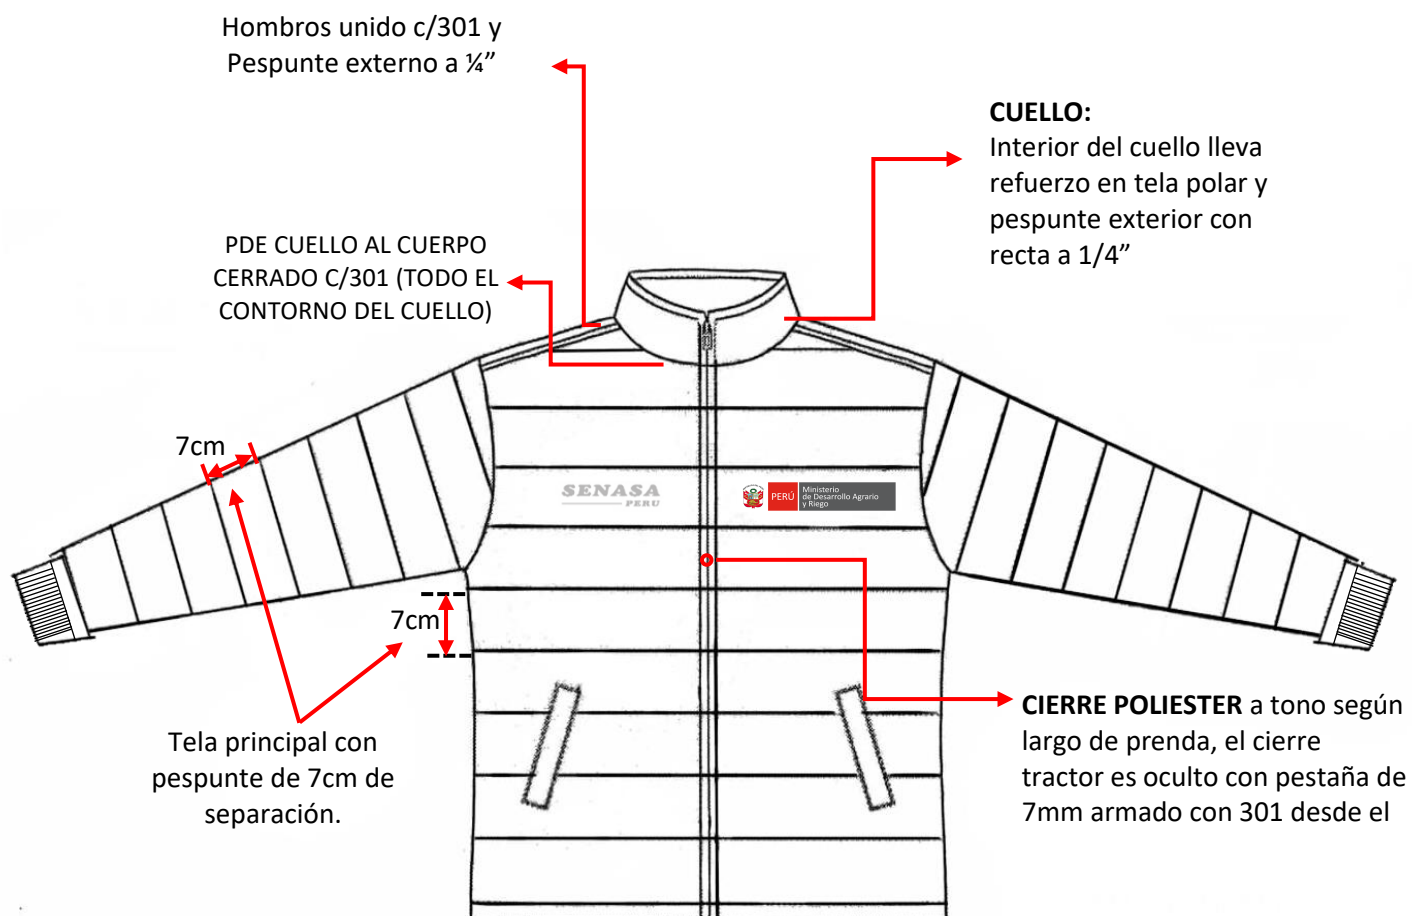 Hombros unido c/301 y
Pespunte externo a ¼”
CUELLO:
Interior del cuello lleva
refuerzo en tela polar y
pespunte exterior con
recta a 1/4”
PDE CUELLO AL CUERPO
CERRADO C/301 (TODO EL
CONTORNO DEL CUELLO)
7cm
SENASA
PERU
PERÚ
Ministerio
de Desarrollo Agrario
y Riego
7cm
Tela principal con
pespunte de 7cm de
separación.
CIERRE POLIESTER a tono según
largo de prenda, el cierre
tractor es oculto con pestaña de
7mm armado con 301 desde el